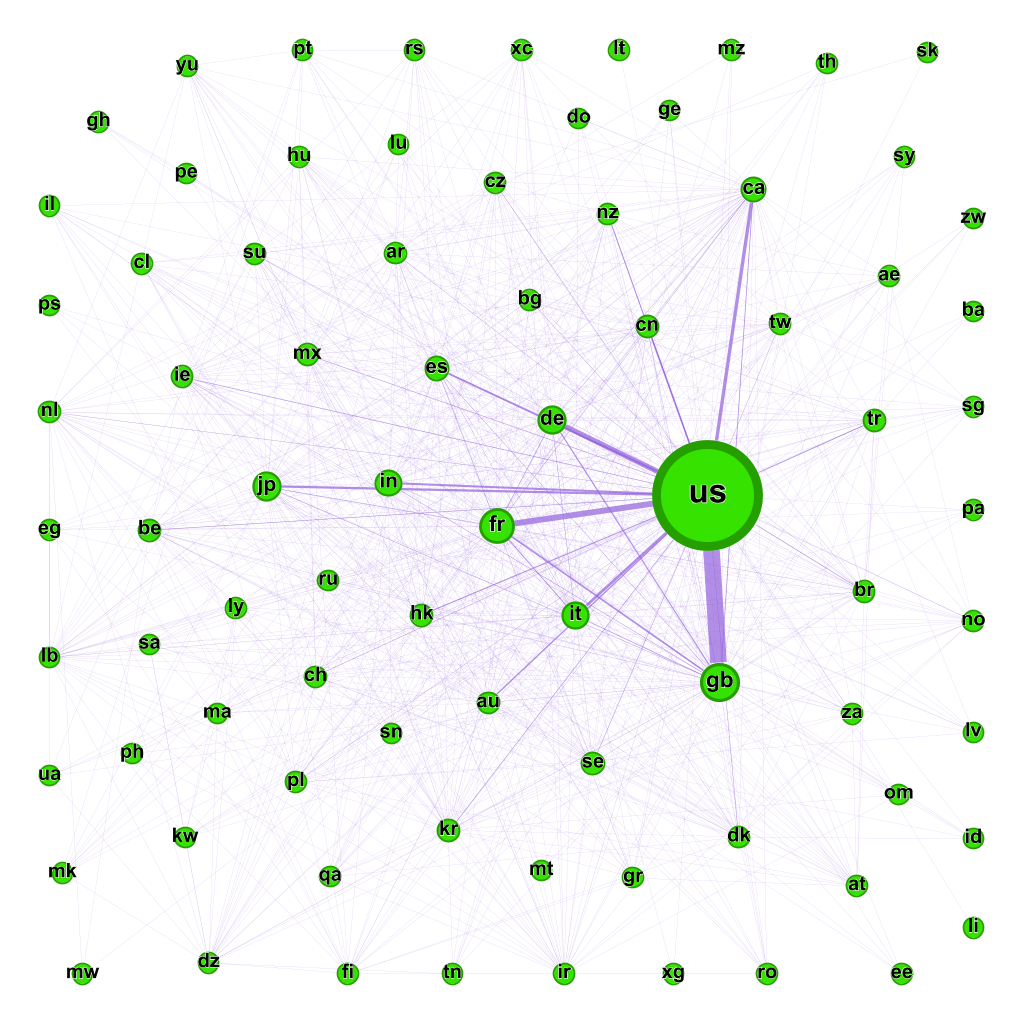 pt
rs
xc
lt
mz
sk
th
yu
gh
do
ge
lu
hu
pe
cz
sy
ca
il
nz
zw
su
ar
cl
ae
ps
bg
ba
cn
tw
mx
es
ie
nl
de
tr
sg
jp
in
us
fr
pa
eg
be
ru
br
ly
hk
it
no
sa
lb
ch
gb
au
ma
za
sn
lv
ph
ua
pl
se
om
kw
kr
dk
id
mk
qa
mt
gr
at
li
mw
dz
fi
tn
ir
xg
ro
ee